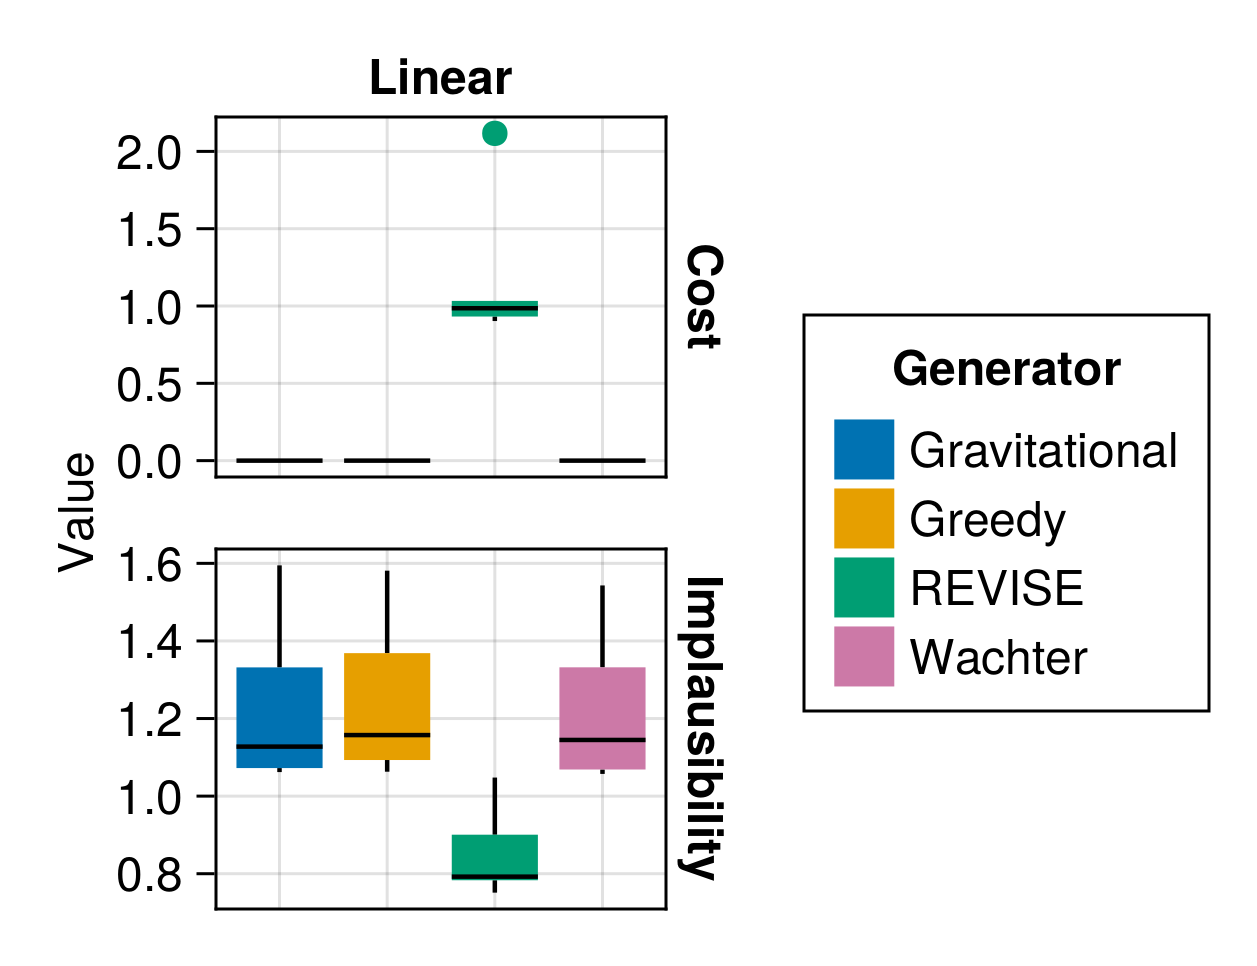 Linear
2.0
1.5
1.0
0.5
0.0
Cost
Value
1.6
1.4
1.2
1.0
0.8
Implausibility
Generator
Gravitational
Greedy
REVISE
Wachter